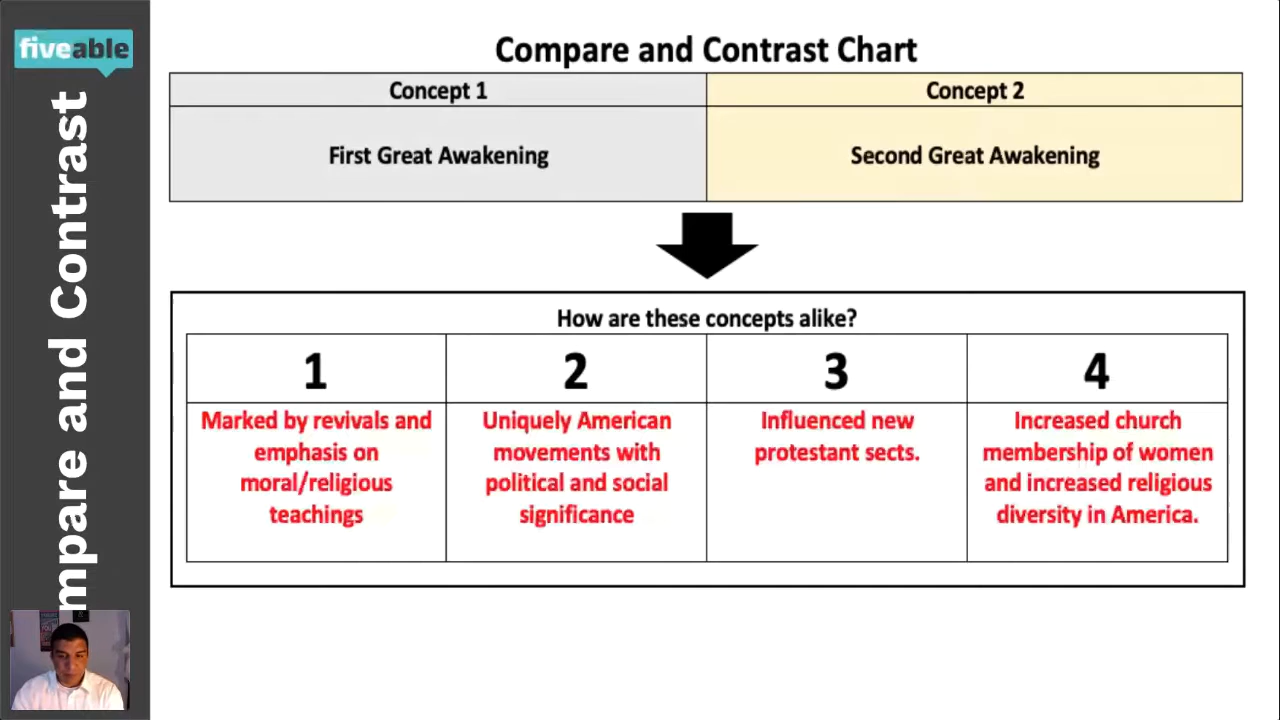 fiveable
mpare and Contrast
Compare and Contrast Chart
Concept 1
Concept 2
First Great Awakening
Second Great Awakening
How are these concepts alike?
1
2
3
4
Marked by revivals and
emphasis on
moral/religious
teachings
Uniquely American
movements with
political and social
significance
Influenced new
protestant sects.
Increased church
membership of women
and increased religious
diversity in America.